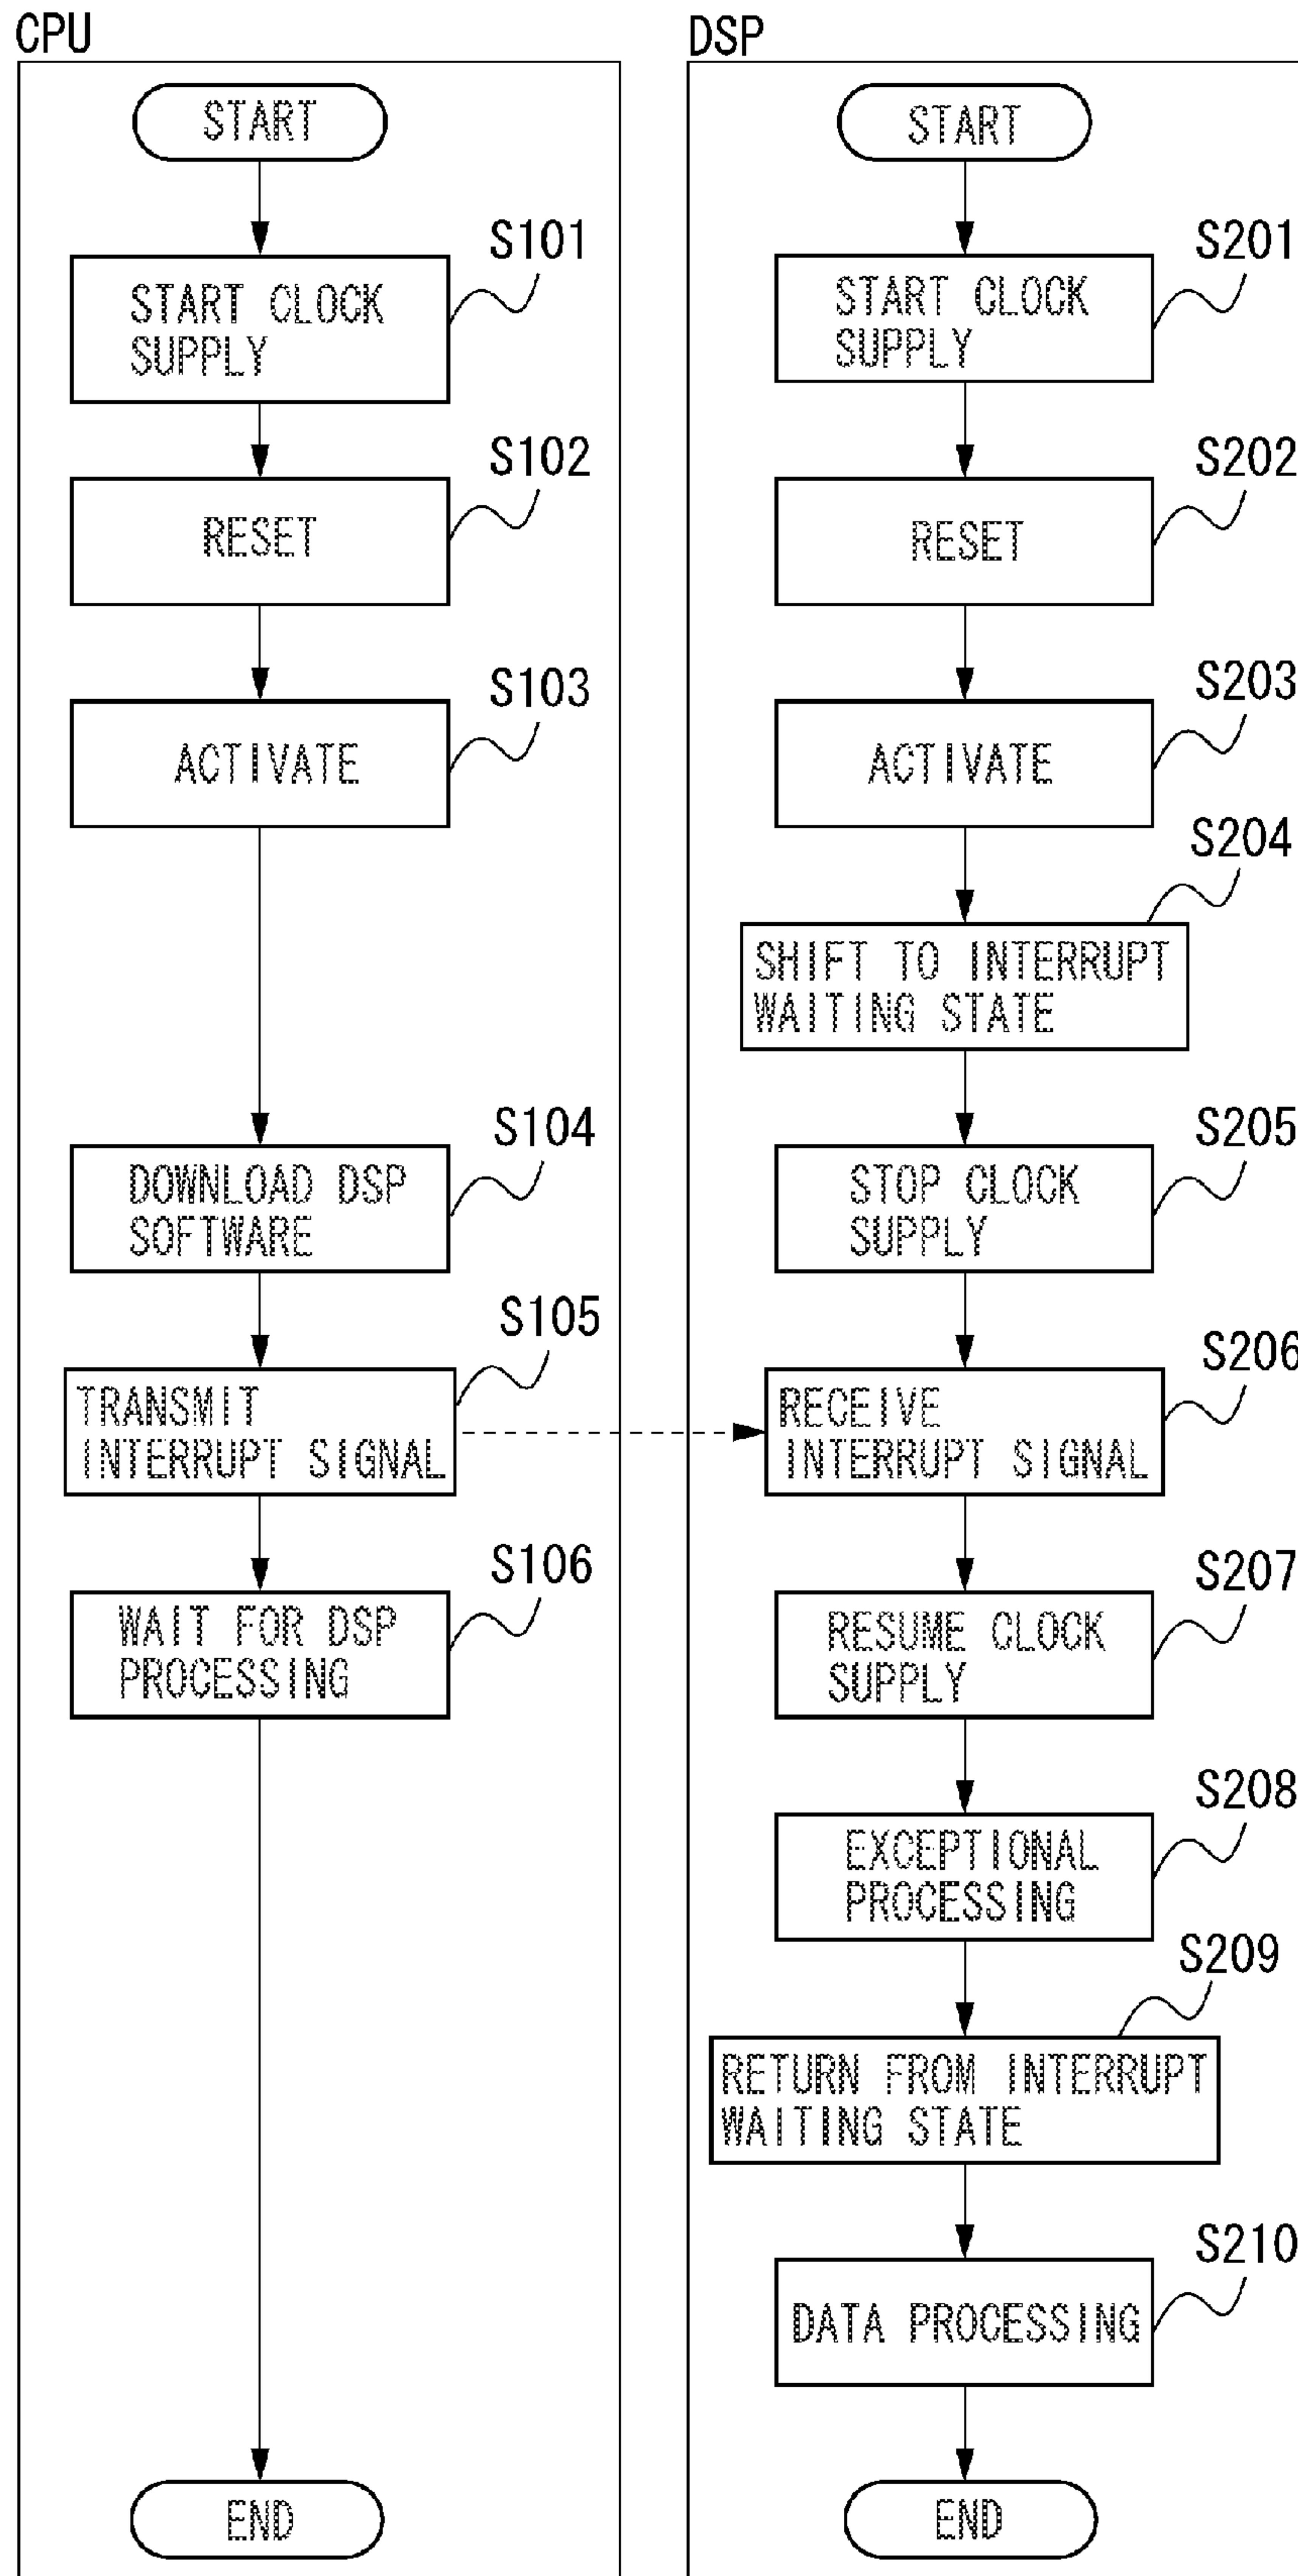 CPU
START
S101
START CLOCK
SUPPLY
S102
RESET
S103
ACTIVATE
S104
DOWNLOAD DSP
SOFTWARE
S105
TRANSMIT
INTERRUPT SIGNAL
S106
WAIT FOR DSP
PROCESSING
END
DSP
START
S201
START CLOCK
SUPPLY
S202
RESET
S203
ACTIVATE
S204
SHIFT TO INTERRUPT
WAITING STATE
S205
STOP CLOCK
SUPPLY
S206
RECEIVE
INTERRUPT SIGNAL
S207
RESUME CLOCK
SUPPLY
S208
EXCEPTIONAL
PROCESSING
S209
RETURN FROM INTERRUPT
WAITING STATE
S210
DATA PROCESSING
END